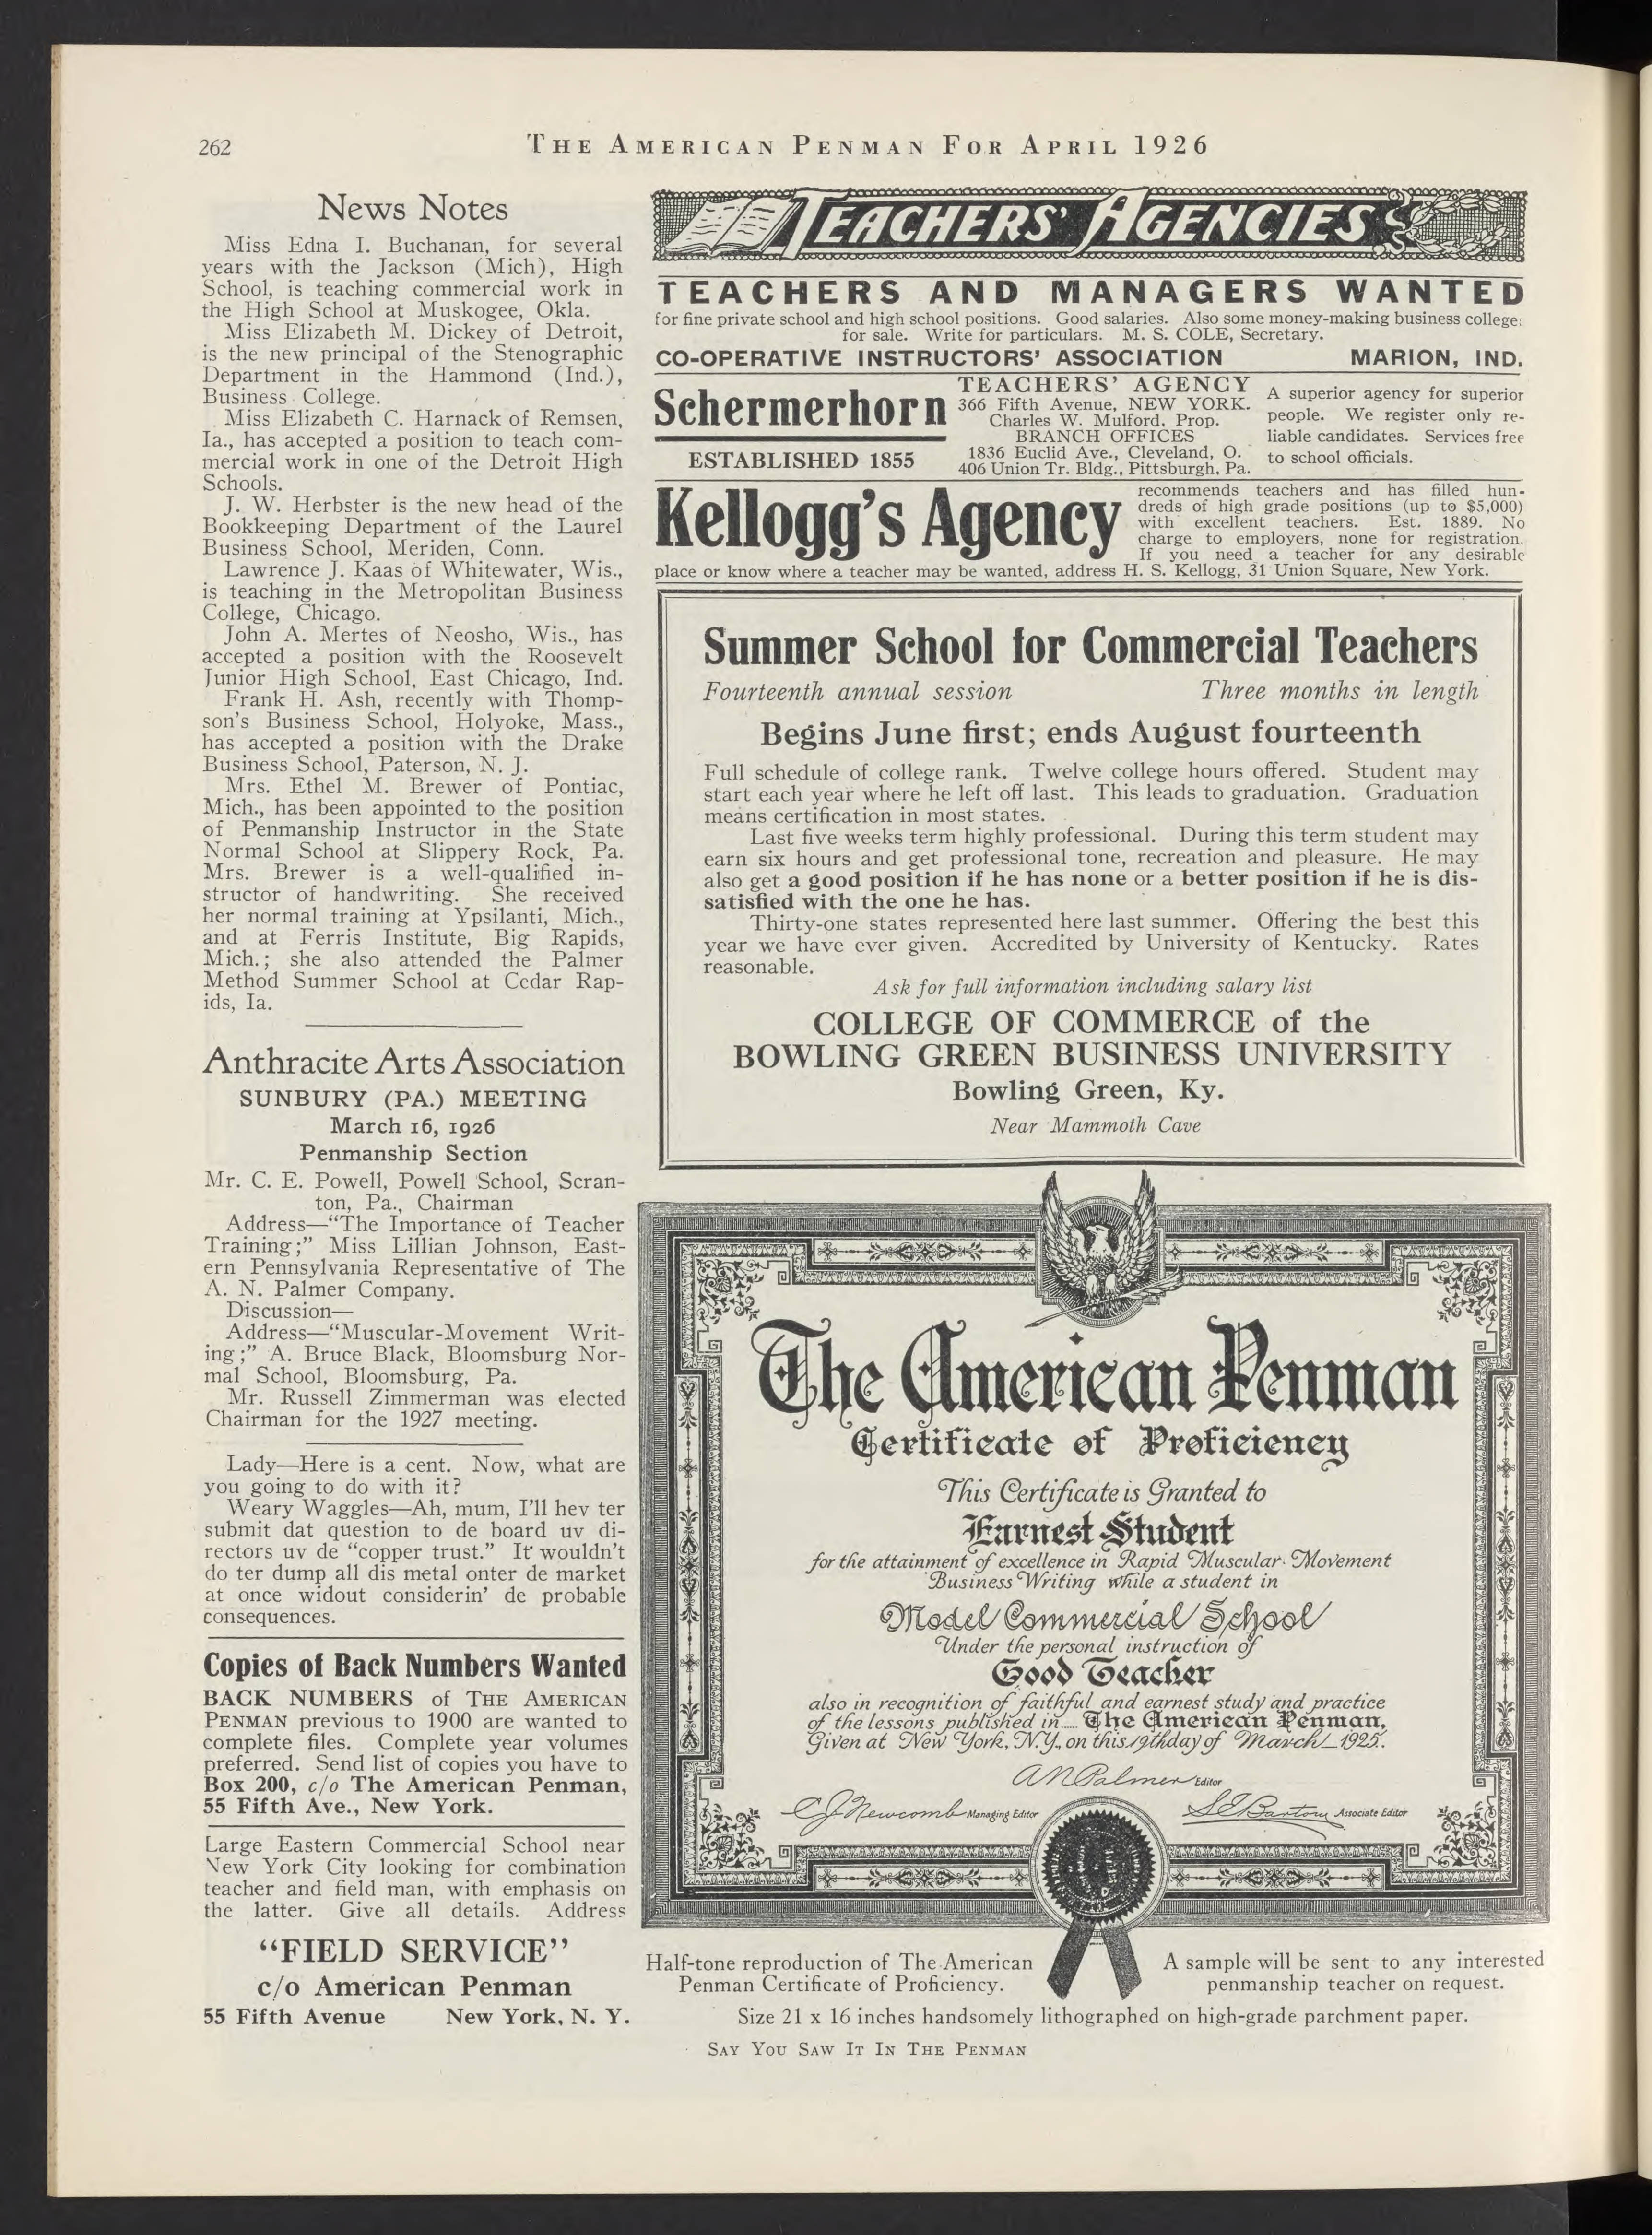 262
THE AMERICAN PENMAN FOR APRIL 1926
News Notes
Miss Edna I. Buchanan, for several
years with the Jackson (Mich), High
School, is teaching commercial work in
the High School at Muskogee, Okla.
Miss Elizabeth M. Dickey of Detroit,
is the new principal of the Stenographic
Department in the Hammond (Ind.),
Business College.
Miss Elizabeth C. Harnack of Remsen,
Ia., has accepted a position to teach com-
mercial work in one of the Detroit High
Schools.
J. W. Herbster is the new head of the
Bookkeeping Department of the Laurel
Business School, Meriden, Conn.
Lawrence J. Kaas of Whitewater, Wis.,
is teaching in the Metropolitan Business
College, Chicago.
John A. Mertes of Neosho, Wis., has
accepted a position with the Roosevelt
Junior High School, East Chicago, Ind.
Frank H. Ash, recently with Thomp-
son's Business School, Holyoke, Mass.,
has accepted a position with the Drake
Business School, Paterson, N. J.
Mrs. Ethel M. Brewer of Pontiac,
Mich., has been appointed to the position
of Penmanship Instructor in the State
Normal School at Slippery Rock, Pa.
Mrs. Brewer is a well-qualified in-
structor of handwriting. She received
her normal training at Ypsilanti, Mich.,
and at Ferris Institute, Big Rapids,
Mich.; she also attended the Palmer
Method Summer School at Cedar Rap-
ids, Ia.
Anthracite Arts Association
SUNBURY (PA.) MEETING
March 16, 1926
Penmanship Section
Mr. C. E. Powell, Powell School, Scran-
ton, Pa., Chairman
Address—"The Importance of Teacher
Training;" Miss Lillian Johnson, East-
ern Pennsylvania Representative of The
A. N. Palmer Company.
Discussion—
Address—"Muscular-Movement Writ-
ing;" A. Bruce Black, Bloomsburg Nor-
mal School, Bloomsburg, Pa.
Mr. Russell Zimmerman was elected
Chairman for the 1927 meeting.
Lady—Here is a cent. Now, what are
you going to do with it?
Weary Waggles—Ah, mum, I'll hev ter
submit dat question to de board uv di-
rectors uv de "copper trust." It wouldn't
do ter dump all dis metal onter de market
at once widout considerin' de probable
consequences.
Copies of Back Numbers Wanted
BACK NUMBERS of THE AMERICAN
PENMAN previous to 1900 are wanted to
complete files. Complete year volumes
preferred. Send list of copies you have to
Box 200, c/o The American Penman,
55 Fifth Ave., New York.
Large Eastern Commercial School near
New York City looking for combination
teacher and field man, with emphasis on
the latter. Give all details. Address
"FIELD SERVICE"
c/o American Penman
55 Fifth Avenue New York, N. Y.
TEACHERS' AGENCIES
TEACHERS AND MANAGERS WANTED
for fine private school and high school positions. Good salaries. Also some money-making business college:
for sale. Write for particulars. M. S. COLE, Secretary.
CO-OPERATIVE INSTRUCTORS' ASSOCIATION MARION, IND.
Schermerhorn
ESTABLISHED 1855
TEACHERS' AGENCY
366 Fifth Avenue, NEW YORK.
Charles W. Mulford, Prop.
BRANCH OFFICES
1836 Euclid Ave., Cleveland, O.
406 Union Tr. Bldg., Pittsburgh, Pa.
A superior agency for superior
people. We register only re-
liable candidates. Services free
to school officials.
Kellogg's Agency
recommends teachers and has filled hun-
dreds of high grade positions (up to $5,000)
with excellent teachers. Est. 1889. No
charge to employers, none for registration.
If you need a teacher for any desirable
place or know where a teacher may be wanted, address H. S. Kellogg, 31 Union Square, New York.
Summer School for Commercial Teachers
Fourteenth annual session Three months in length
Begins June first; ends August fourteenth
Full schedule of college rank. Twelve college hours offered. Student may
start each year where he left off last. This leads to graduation. Graduation
means certification in most states.
Last five weeks term highly professional. During this term student may
earn six hours and get professional tone, recreation and pleasure. He may
also get a good position if he has none or a better position if he is dis-
satisfied with the one he has.
Thirty-one states represented here last summer. Offering the best this
year we have ever given. Accredited by University of Kentucky. Rates
reasonable.
Ask for full information including salary list
COLLEGE OF COMMERCE of the
BOWLING GREEN BUSINESS UNIVERSITY
Bowling Green, Ky.
Near Mammoth Cave
The American Penman
Certificate of Proficiency
This Certificate is Granted to
Earnest Student
for the attainment of excellence in Rapid Muscular Movement
Business Writing while a student in
Model Commercial School
Under the personal instruction of
Good Teacher
also in recognition of faithful and earnest study and practice
of the lessons published in.... The American Penman,
Given at New York, N.Y., on this 19th day of March 1925.
A N Palmer Editor
C J Newcomb Managing Editor
S E Bartow Associate Editor
Half-tone reproduction of The American
Penman Certificate of Proficiency.
A sample will be sent to any interested
penmanship teacher on request.
Size 21 x 16 inches handsomely lithographed on high-grade parchment paper.
SAY YOU SAW IT IN THE PENMAN